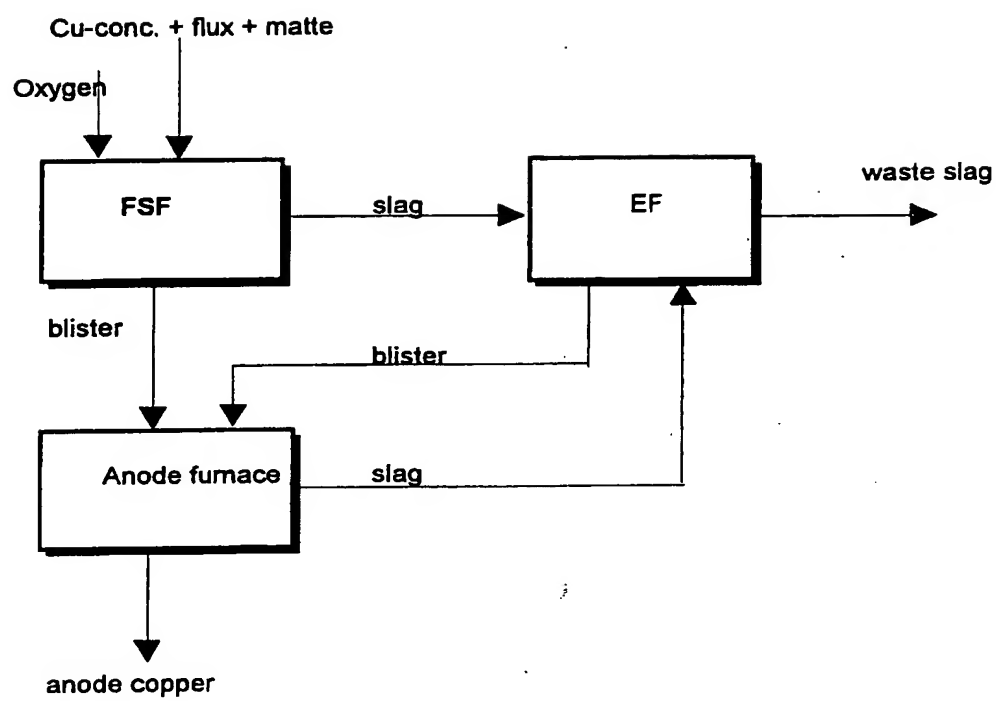 Cu-conc. + flux + matte
Oxygen
FSF
slag
EF
waste slag
blister
blister
Anode furnace
slag
anode copper